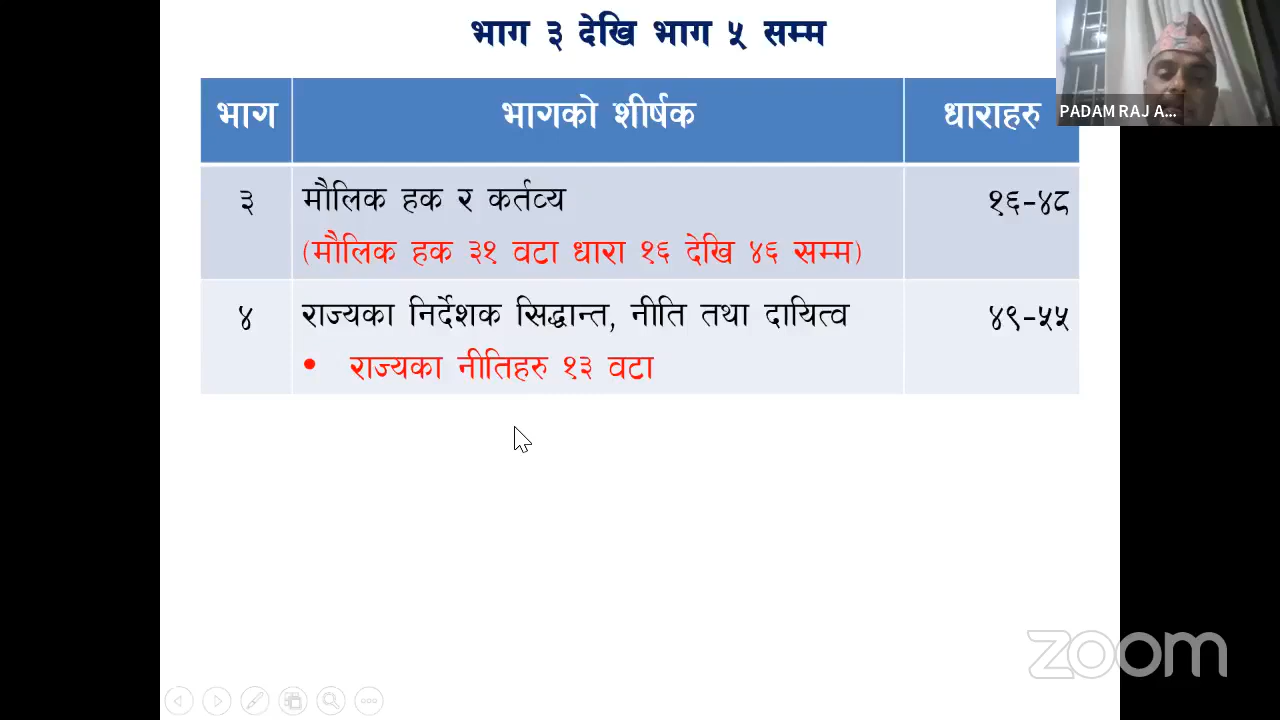 भाग ३ देखि भाग ५ सम्म
भाग भागको शीर्षक धाराहरु
PADAM RAJ A...
३ मौलिक हक र कर्तव्य १६-४८
(मौलिक हक ३१ वटा धारा १६ देखि ४६ सम्म)
४ राज्यका निर्देशक सिद्धान्त, नीति तथा दायित्व ४९-५५
• राज्यका नीतिहरु १३ वटा
zoom